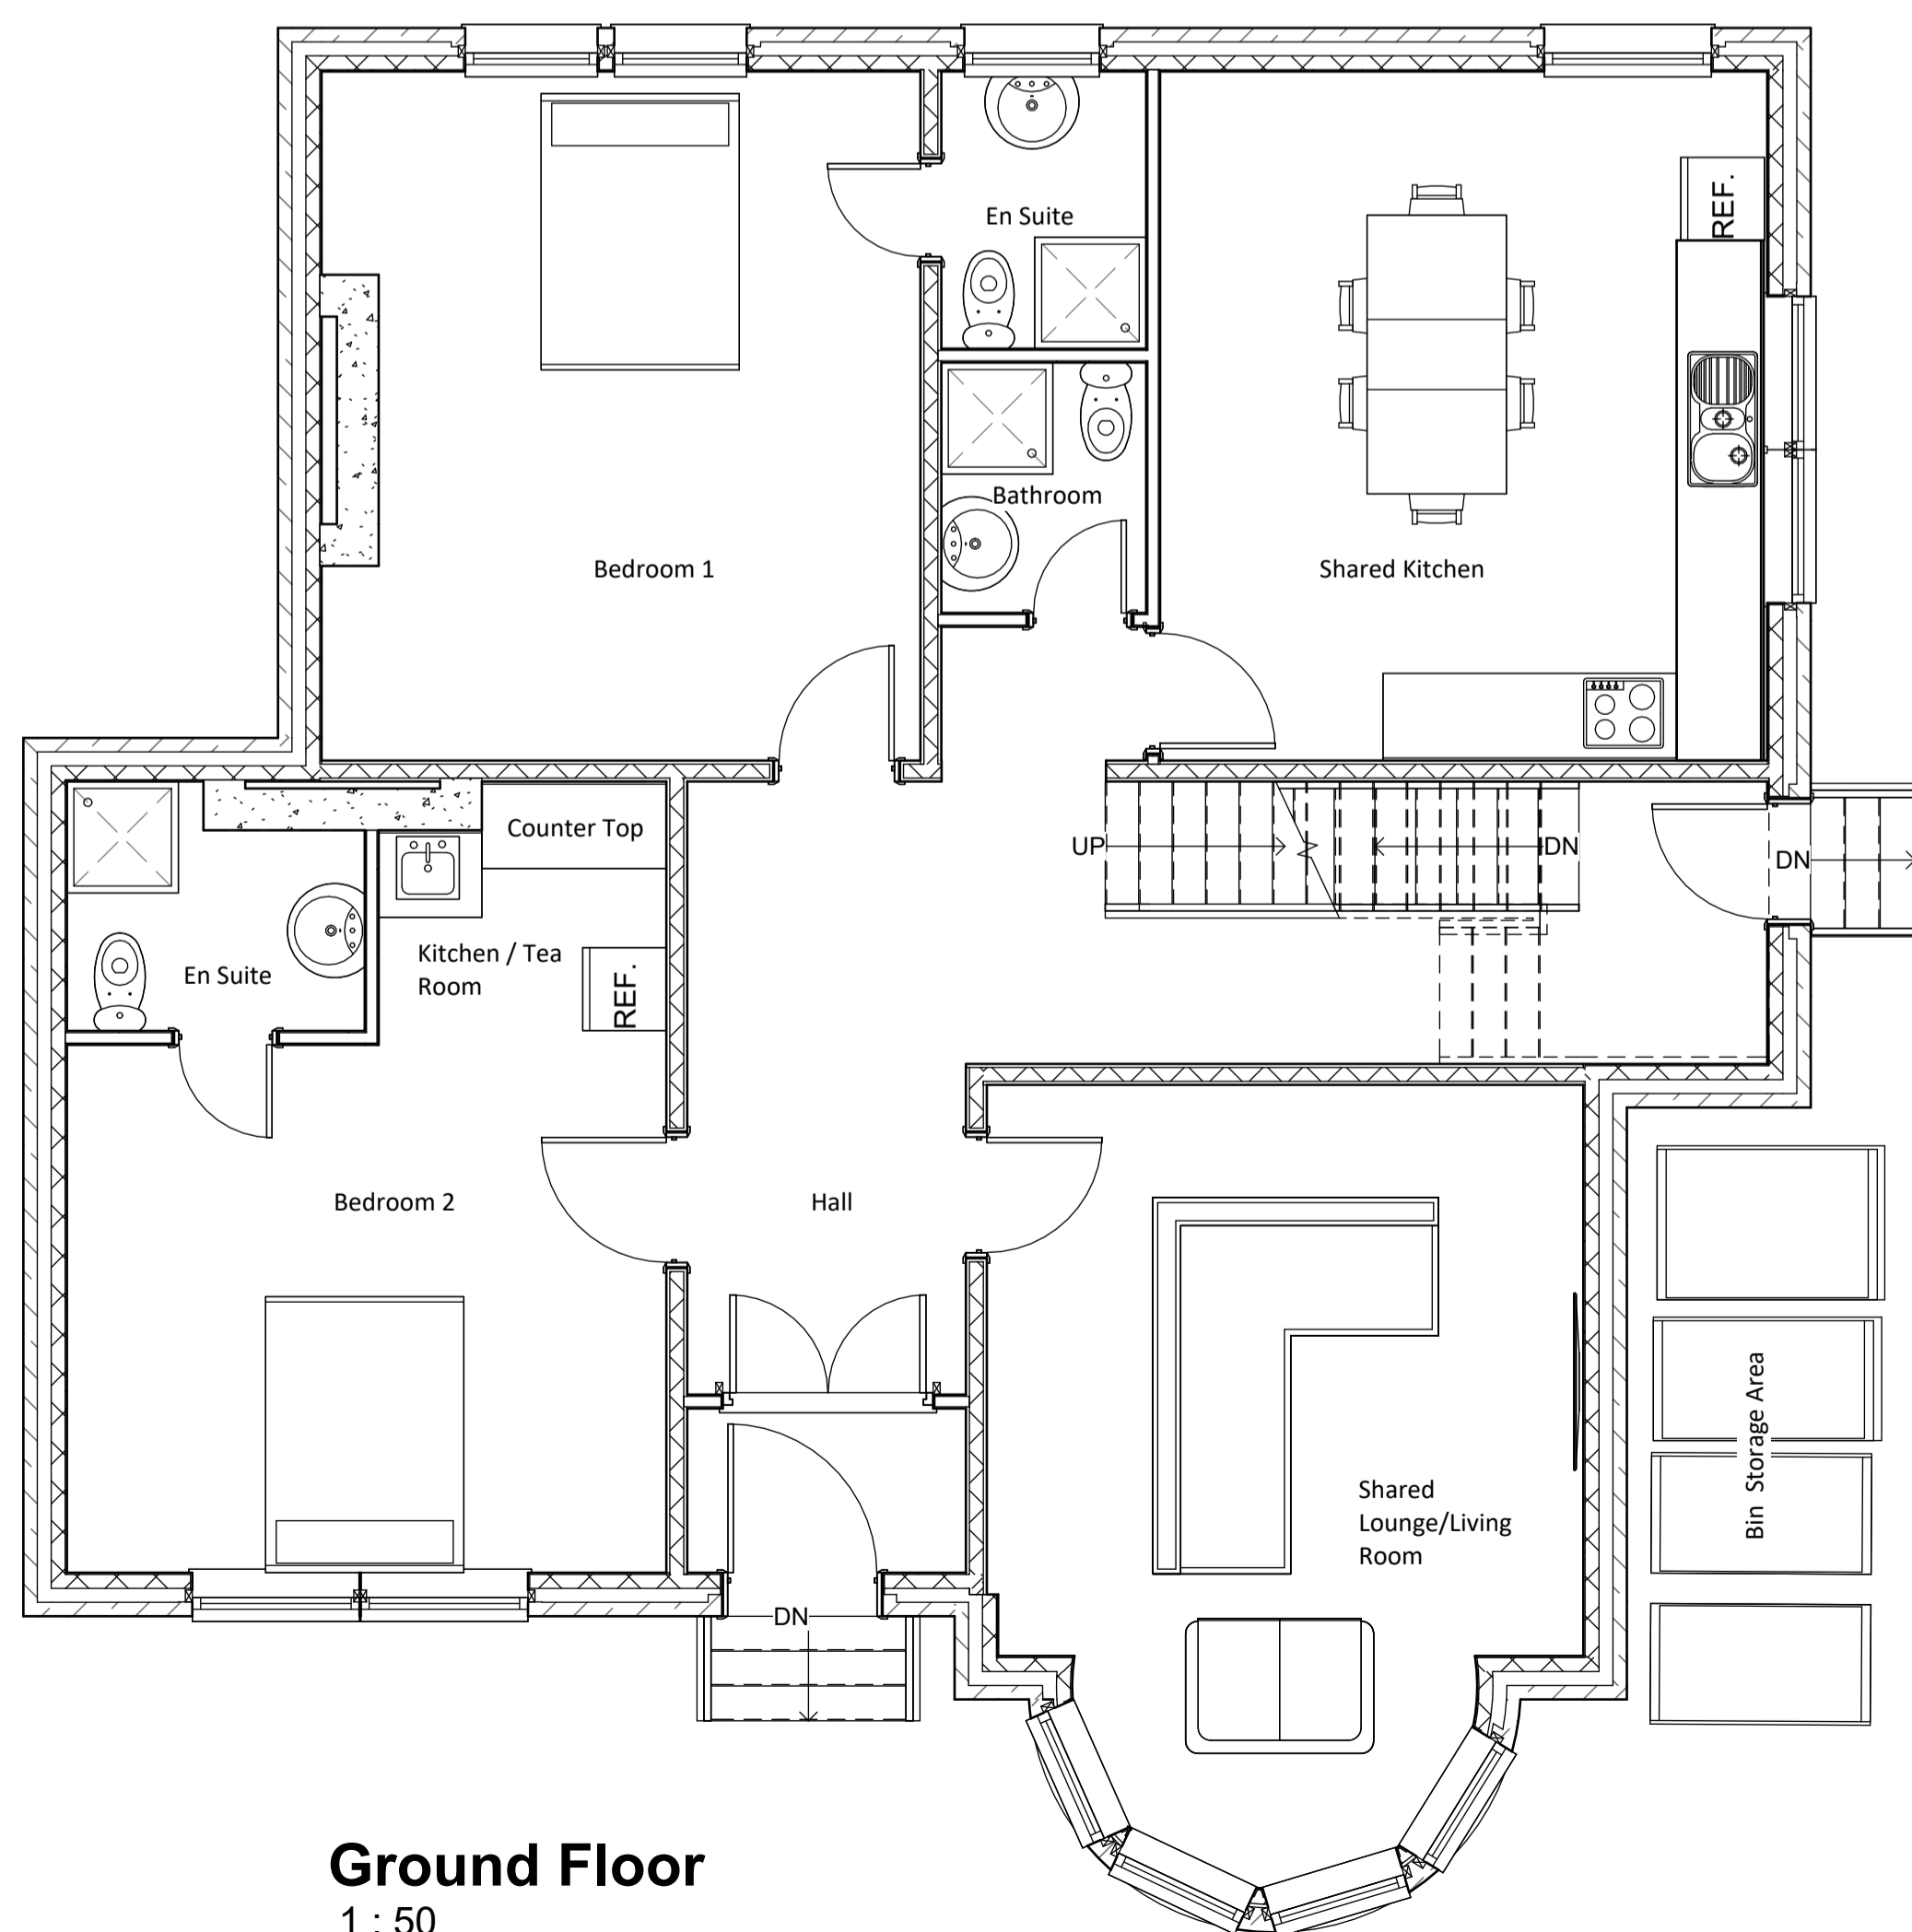 En Suite
REF.
Bathroom
Bedroom 1
Shared Kitchen
Counter Top
UP
DN
DN
Kitchen / Tea
Room
En Suite
REF.
Bedroom 2
Hall
Bin Storage Area
Shared
Lounge/Living
Room
DN
Ground Floor
1 : 50